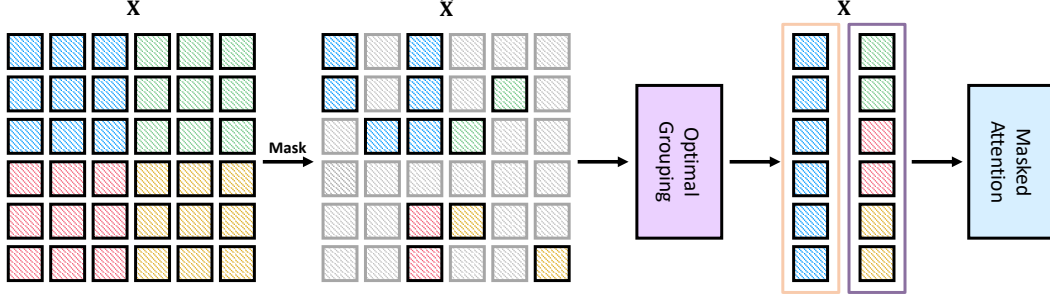 X
X̂
X
Mask
Optimal
Grouping
Masked
Attention